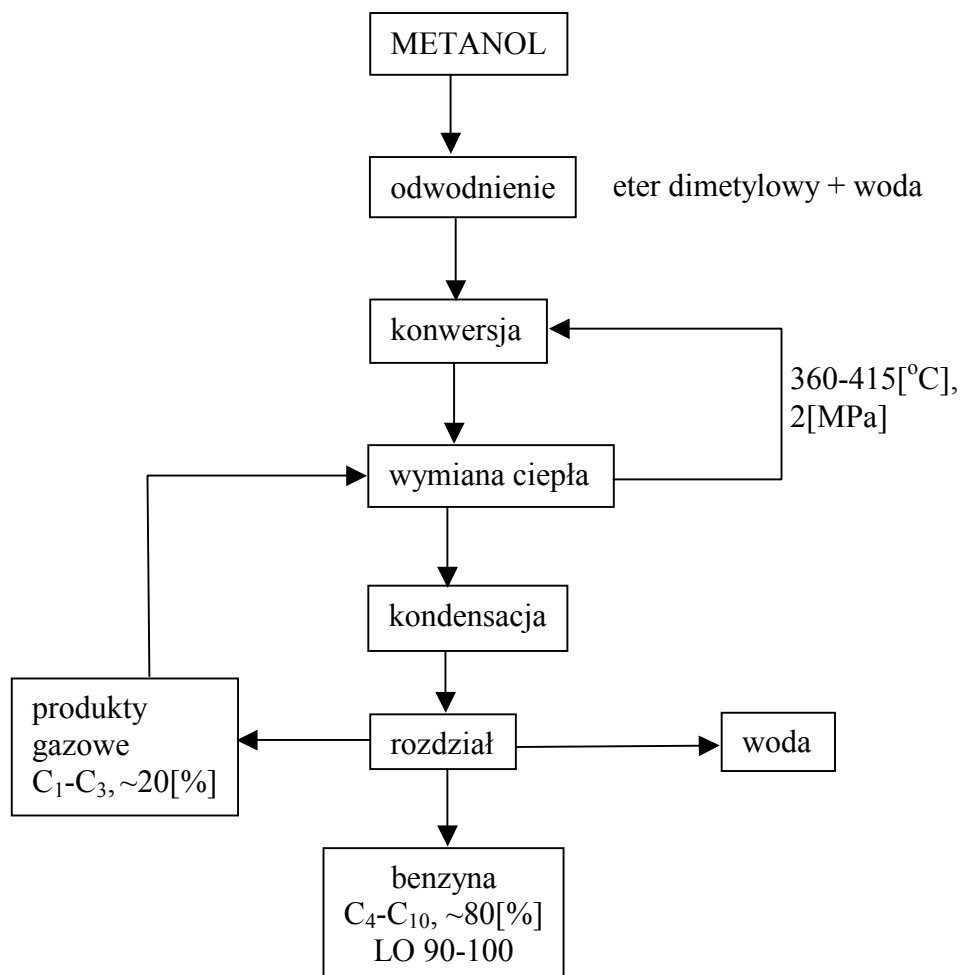 METANOL
odwodnienie
eter dimetylowy + woda
konwersja
360-415[°C],
2[MPa]
wymiana ciepła
kondensacja
produkty
gazowe
C₁-C₃, ~20[%]
rozdział
woda
benzyna
C₄-C₁₀, ~80[%]
LO 90-100